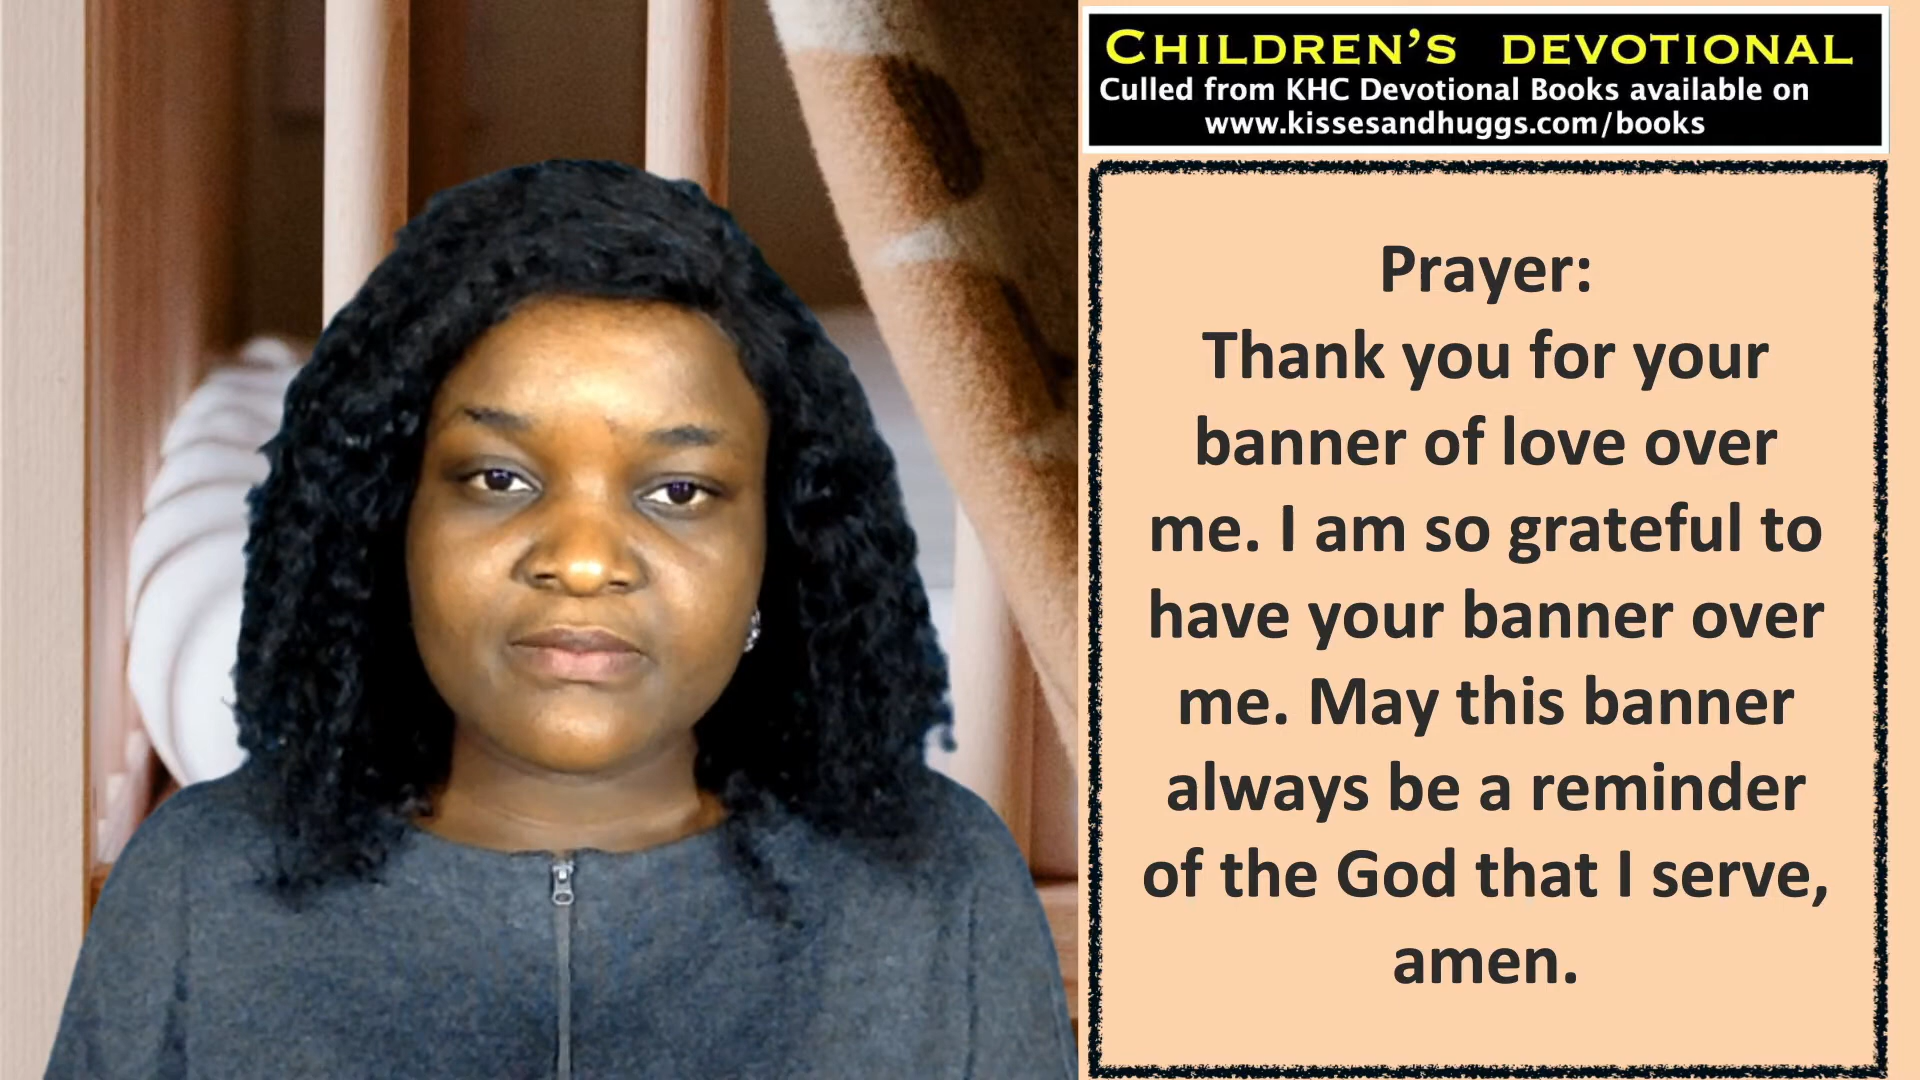 CHILDREN'S DEVOTIONAL
Culled from KHC Devotional Books available on
www.kissesandhuggs.com/books
Prayer:
Thank you for your
banner of love over
me. I am so grateful to
have your banner over
me. May this banner
always be a reminder
of the God that I serve,
amen.